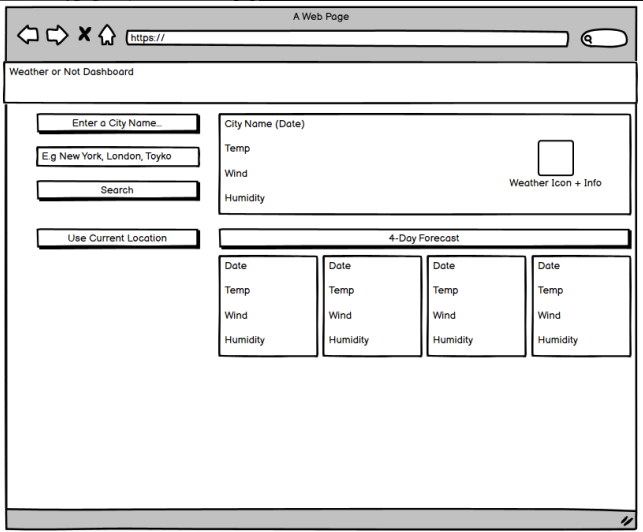 A Web Page
https://
Weather or Not Dashboard
Enter a City Name...
E.g New York, London, Toyko
Search
Use Current Location
City Name (Date)
Temp
Wind
Humidity
Weather Icon + Info
4-Day Forecast
Date
Temp
Wind
Humidity
Date
Temp
Wind
Humidity
Date
Temp
Wind
Humidity
Date
Temp
Wind
Humidity